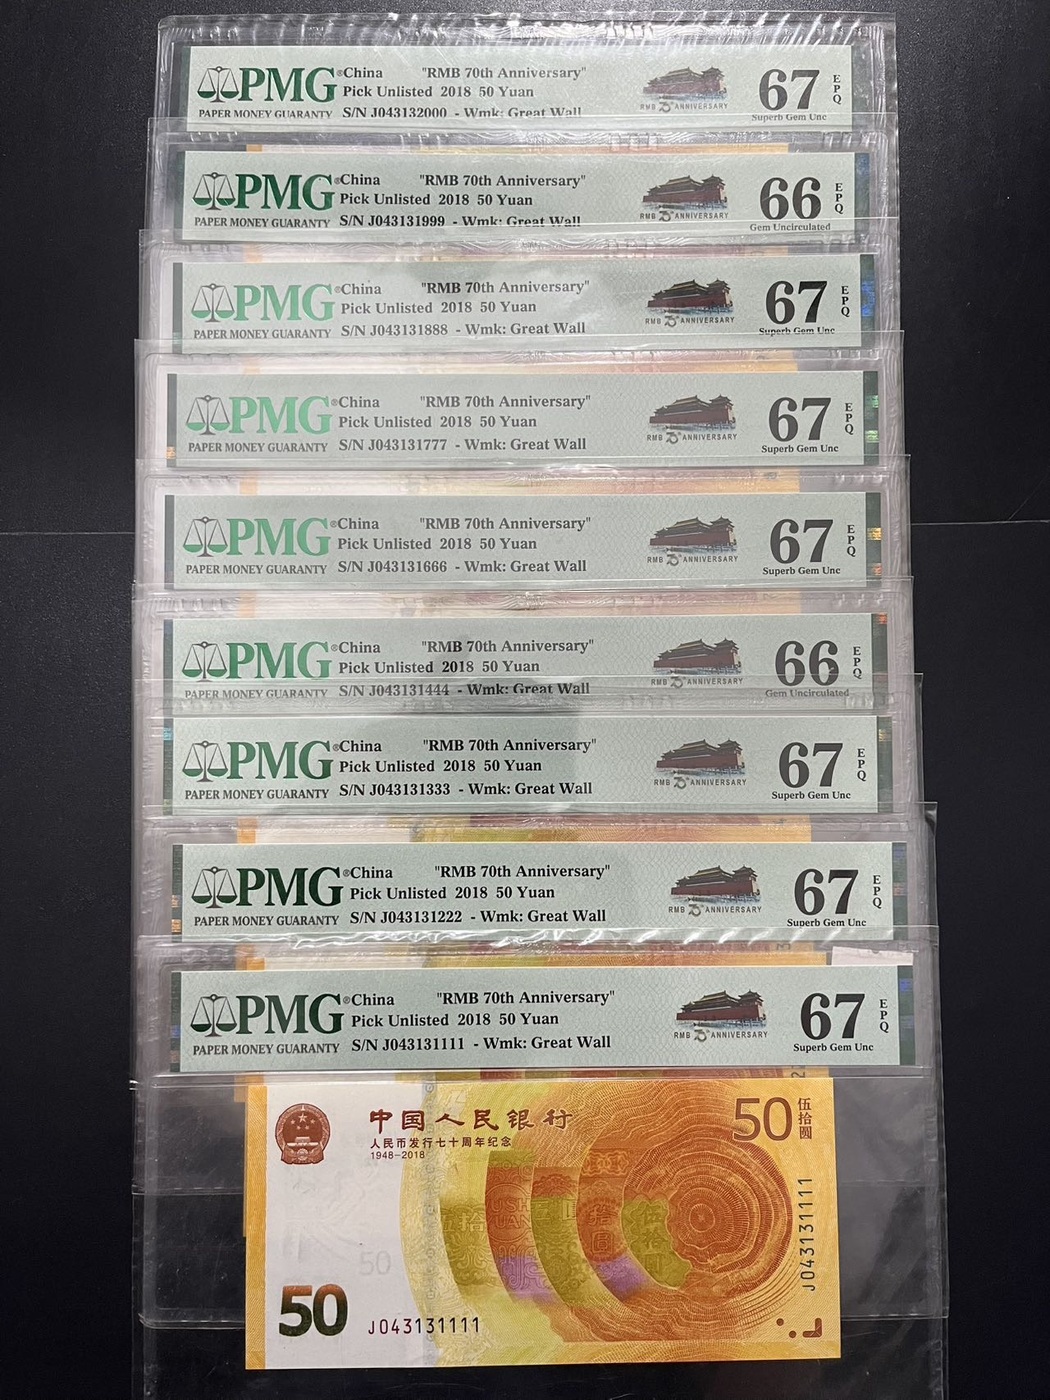 PMG® China "RMB 70th Anniversary" 67 EPQ
Pick Unlisted 2018 50 Yuan
PAPER MONEY GUARANTY S/N J043132000 - Wmk: Great Wall RMB 70th ANNIVERSARY Superb Gem Unc
PMG® China "RMB 70th Anniversary" 66 EPQ
Pick Unlisted 2018 50 Yuan
PAPER MONEY GUARANTY S/N J043131999 - Wmk: Great Wall RMB 70th ANNIVERSARY Gem Uncirculated
PMG® China "RMB 70th Anniversary" 67 EPQ
Pick Unlisted 2018 50 Yuan
PAPER MONEY GUARANTY S/N J043131888 - Wmk: Great Wall RMB 70th ANNIVERSARY Superb Gem Unc
PMG® China "RMB 70th Anniversary" 67 EPQ
Pick Unlisted 2018 50 Yuan
PAPER MONEY GUARANTY S/N J043131777 - Wmk: Great Wall RMB 70th ANNIVERSARY Superb Gem Unc
PMG® China "RMB 70th Anniversary" 67 EPQ
Pick Unlisted 2018 50 Yuan
PAPER MONEY GUARANTY S/N J043131666 - Wmk: Great Wall RMB 70th ANNIVERSARY Superb Gem Unc
PMG® China "RMB 70th Anniversary" 66 EPQ
Pick Unlisted 2018 50 Yuan
PAPER MONEY GUARANTY S/N J043131444 - Wmk: Great Wall RMB 70th ANNIVERSARY Gem Uncirculated
PMG® China "RMB 70th Anniversary" 67 EPQ
Pick Unlisted 2018 50 Yuan
PAPER MONEY GUARANTY S/N J043131333 - Wmk: Great Wall RMB 70th ANNIVERSARY Superb Gem Unc
PMG® China "RMB 70th Anniversary" 67 EPQ
Pick Unlisted 2018 50 Yuan
PAPER MONEY GUARANTY S/N J043131222 - Wmk: Great Wall RMB 70th ANNIVERSARY Superb Gem Unc
PMG® China "RMB 70th Anniversary" 67 EPQ
Pick Unlisted 2018 50 Yuan
PAPER MONEY GUARANTY S/N J043131111 - Wmk: Great Wall RMB 70th ANNIVERSARY Superb Gem Unc
中国人民银行 50 伍拾圆
人民币发行七十周年纪念
1948-2018
J043131111
50
50
J043131111